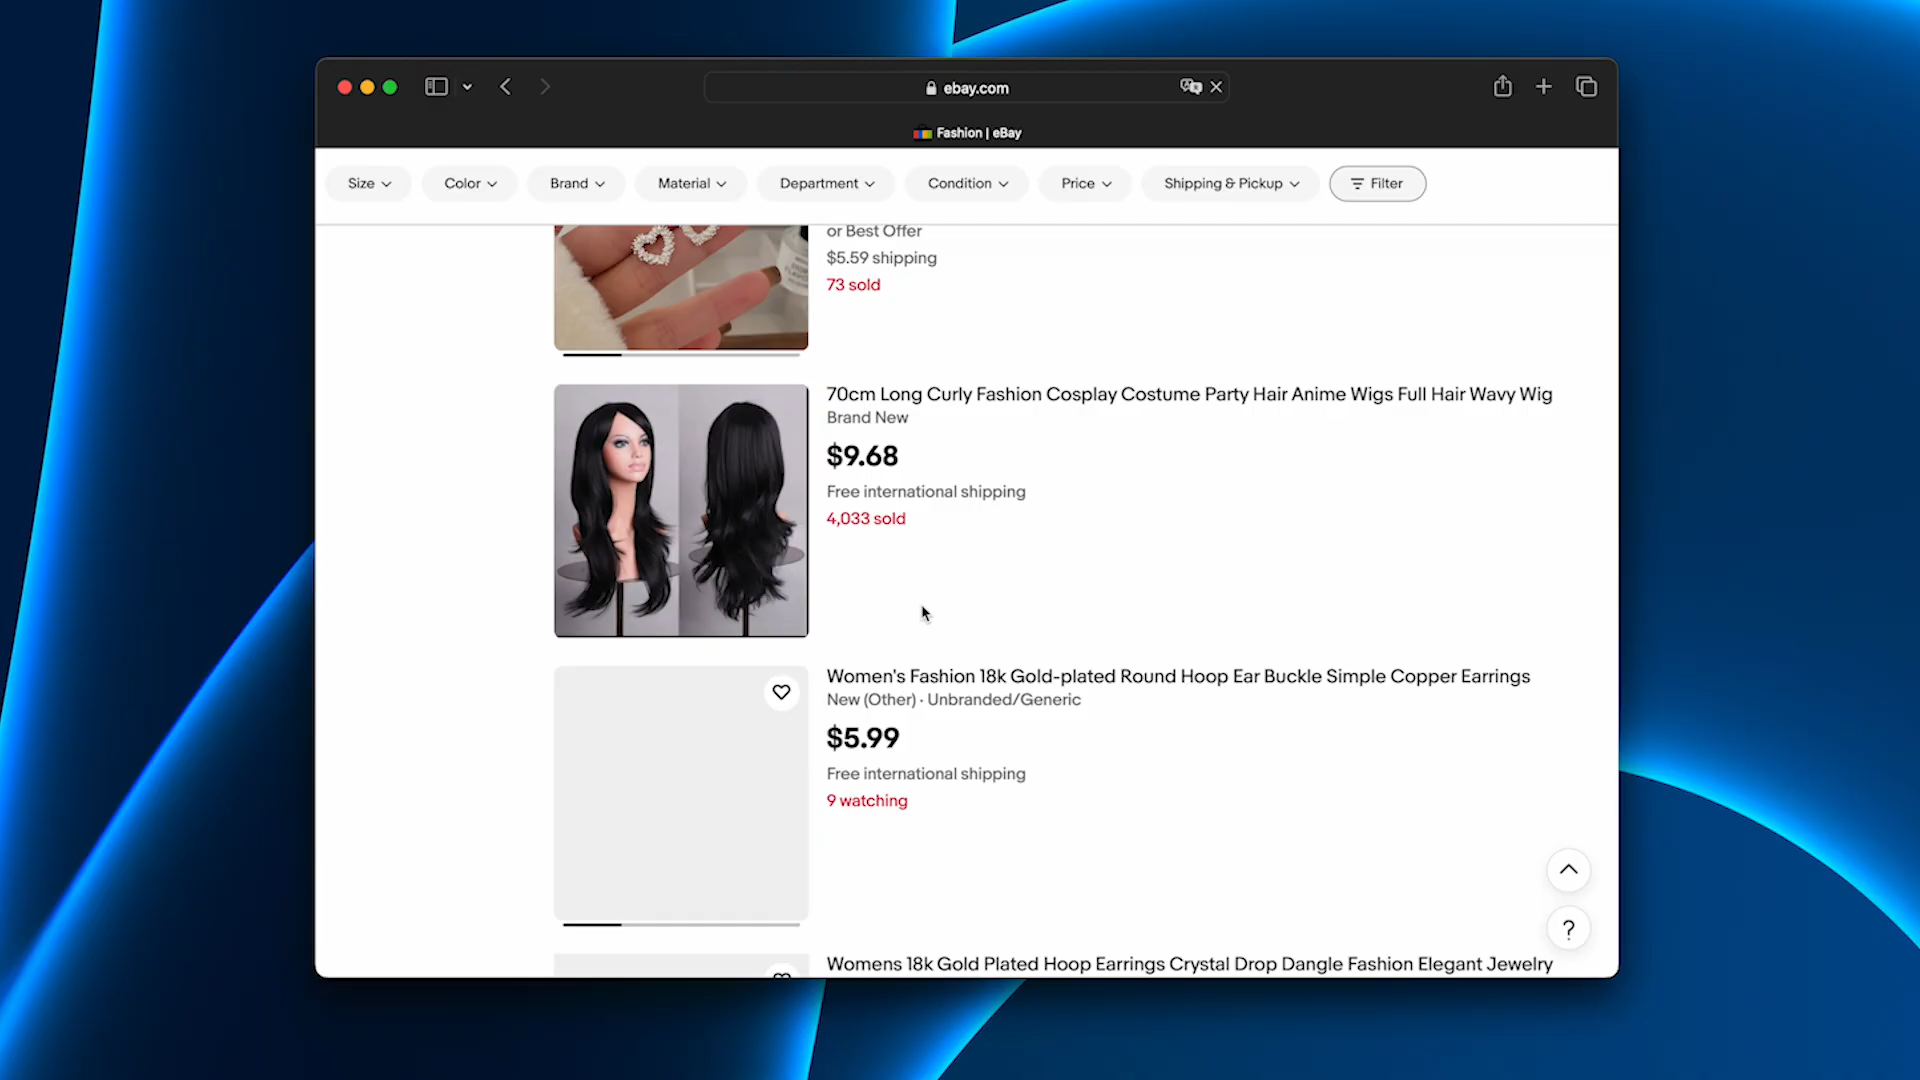 ebay.com
Fashion | eBay
Size
Color
Brand
Material
Department
Condition
Price
Shipping & Pickup
Filter
or Best Offer
$5.59 shipping
73 sold
70cm Long Curly Fashion Cosplay Costume Party Hair Anime Wigs Full Hair Wavy Wig
Brand New
$9.68
Free international shipping
4,033 sold
Women's Fashion 18k Gold-plated Round Hoop Ear Buckle Simple Copper Earrings
New (Other) · Unbranded/Generic
$5.99
Free international shipping
9 watching
?
Womens 18k Gold Plated Hoop Earrings Crystal Drop Dangle Fashion Elegant Jewelry